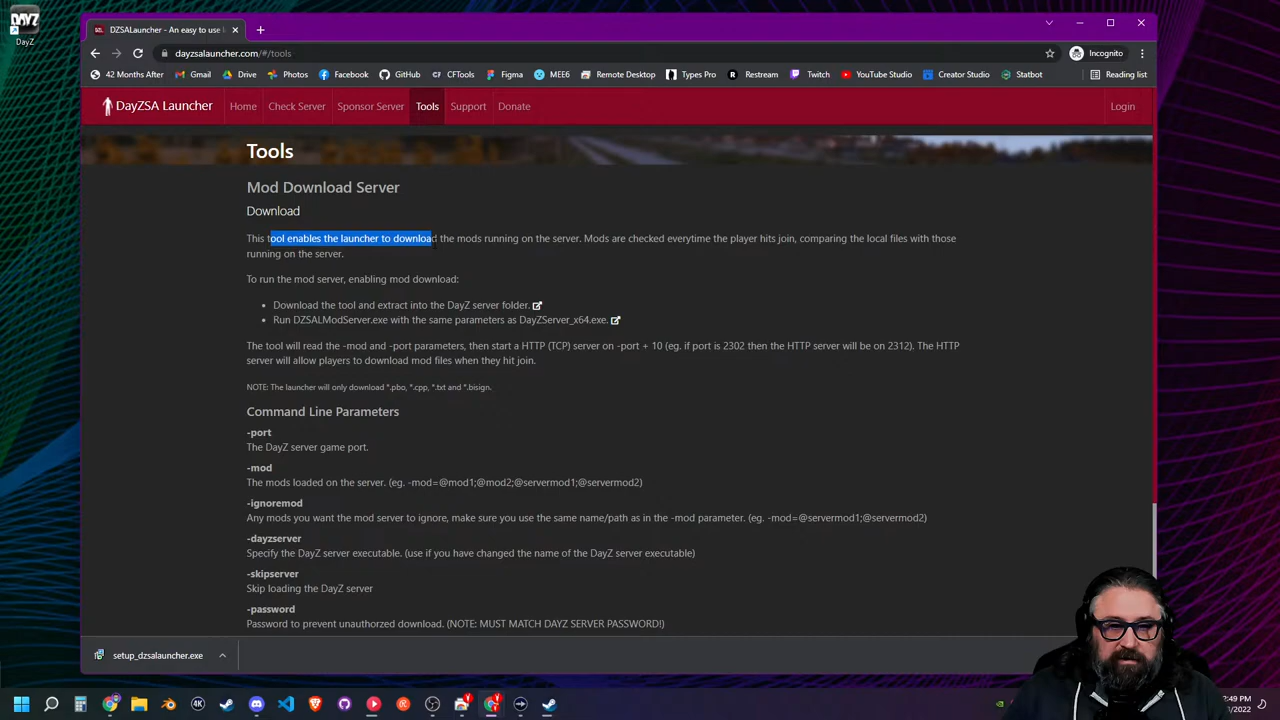 DAYZ
DayZ
DZSALauncher - An easy to use l
dayzsalauncher.com/#/tools
Incognito
42 Months After
Gmail
Drive
Photos
Facebook
GitHub
CFTools
Figma
MEE6
Remote Desktop
Types Pro
Restream
Twitch
YouTube Studio
Creator Studio
Statbot
Reading list
DayZSA Launcher
Home
Check Server
Sponsor Server
Tools
Support
Donate
Login
Tools
Mod Download Server
Download
This tool enables the launcher to download the mods running on the server. Mods are checked everytime the player hits join, comparing the local files with those
running on the server.
To run the mod server, enabling mod download:
Download the tool and extract into the DayZ server folder.
Run DZSALModServer.exe with the same parameters as DayZServer_x64.exe.
The tool will read the -mod and -port parameters, then start a HTTP (TCP) server on -port + 10 (eg. if port is 2302 then the HTTP server will be on 2312). The HTTP
server will allow players to download mod files when they hit join.
NOTE: The launcher will only download *.pbo, *.cpp, *.txt and *.bisign.
Command Line Parameters
-port
The DayZ server game port.
-mod
The mods loaded on the server. (eg. -mod=@mod1;@mod2;@servermod1;@servermod2)
-ignoremod
Any mods you want the mod server to ignore, make sure you use the same name/path as in the -mod parameter. (eg. -mod=@servermod1;@servermod2)
-dayzserver
Specify the DayZ server executable. (use if you have changed the name of the DayZ server executable)
-skipserver
Skip loading the DayZ server
-password
Password to prevent unauthorzed download. (NOTE: MUST MATCH DAYZ SERVER PASSWORD!)
setup_dzsalauncher.exe
4K
2:49 PM
/2022